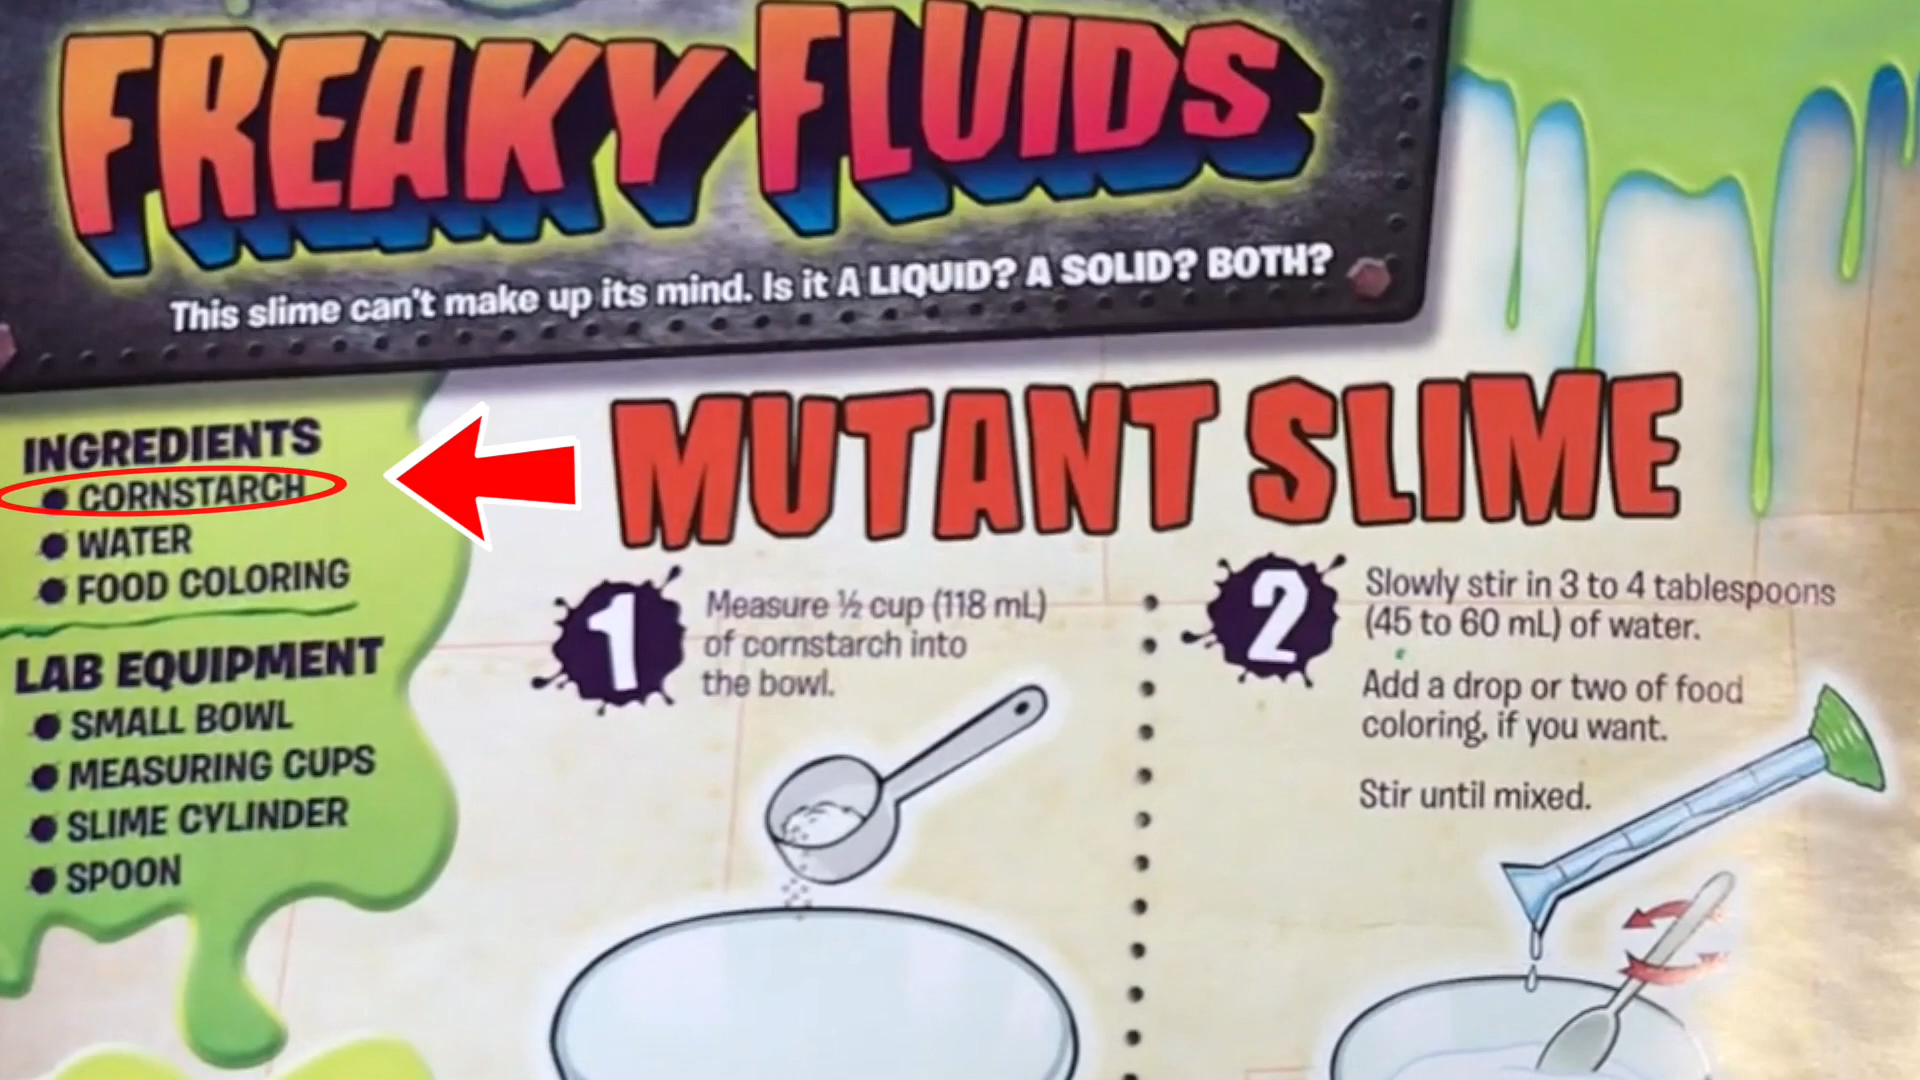 FREAKY FLUIDS
This slime can't make up its mind. Is it A LIQUID? A SOLID? BOTH?
INGREDIENTS
CORNSTARCH
WATER
FOOD COLORING
LAB EQUIPMENT
SMALL BOWL
MEASURING CUPS
SLIME CYLINDER
SPOON
MUTANT SLIME
1
Measure ½ cup (118 mL)
of cornstarch into
the bowl.
2
Slowly stir in 3 to 4 tablespoons
(45 to 60 mL) of water.
Add a drop or two of food
coloring, if you want.
Stir until mixed.